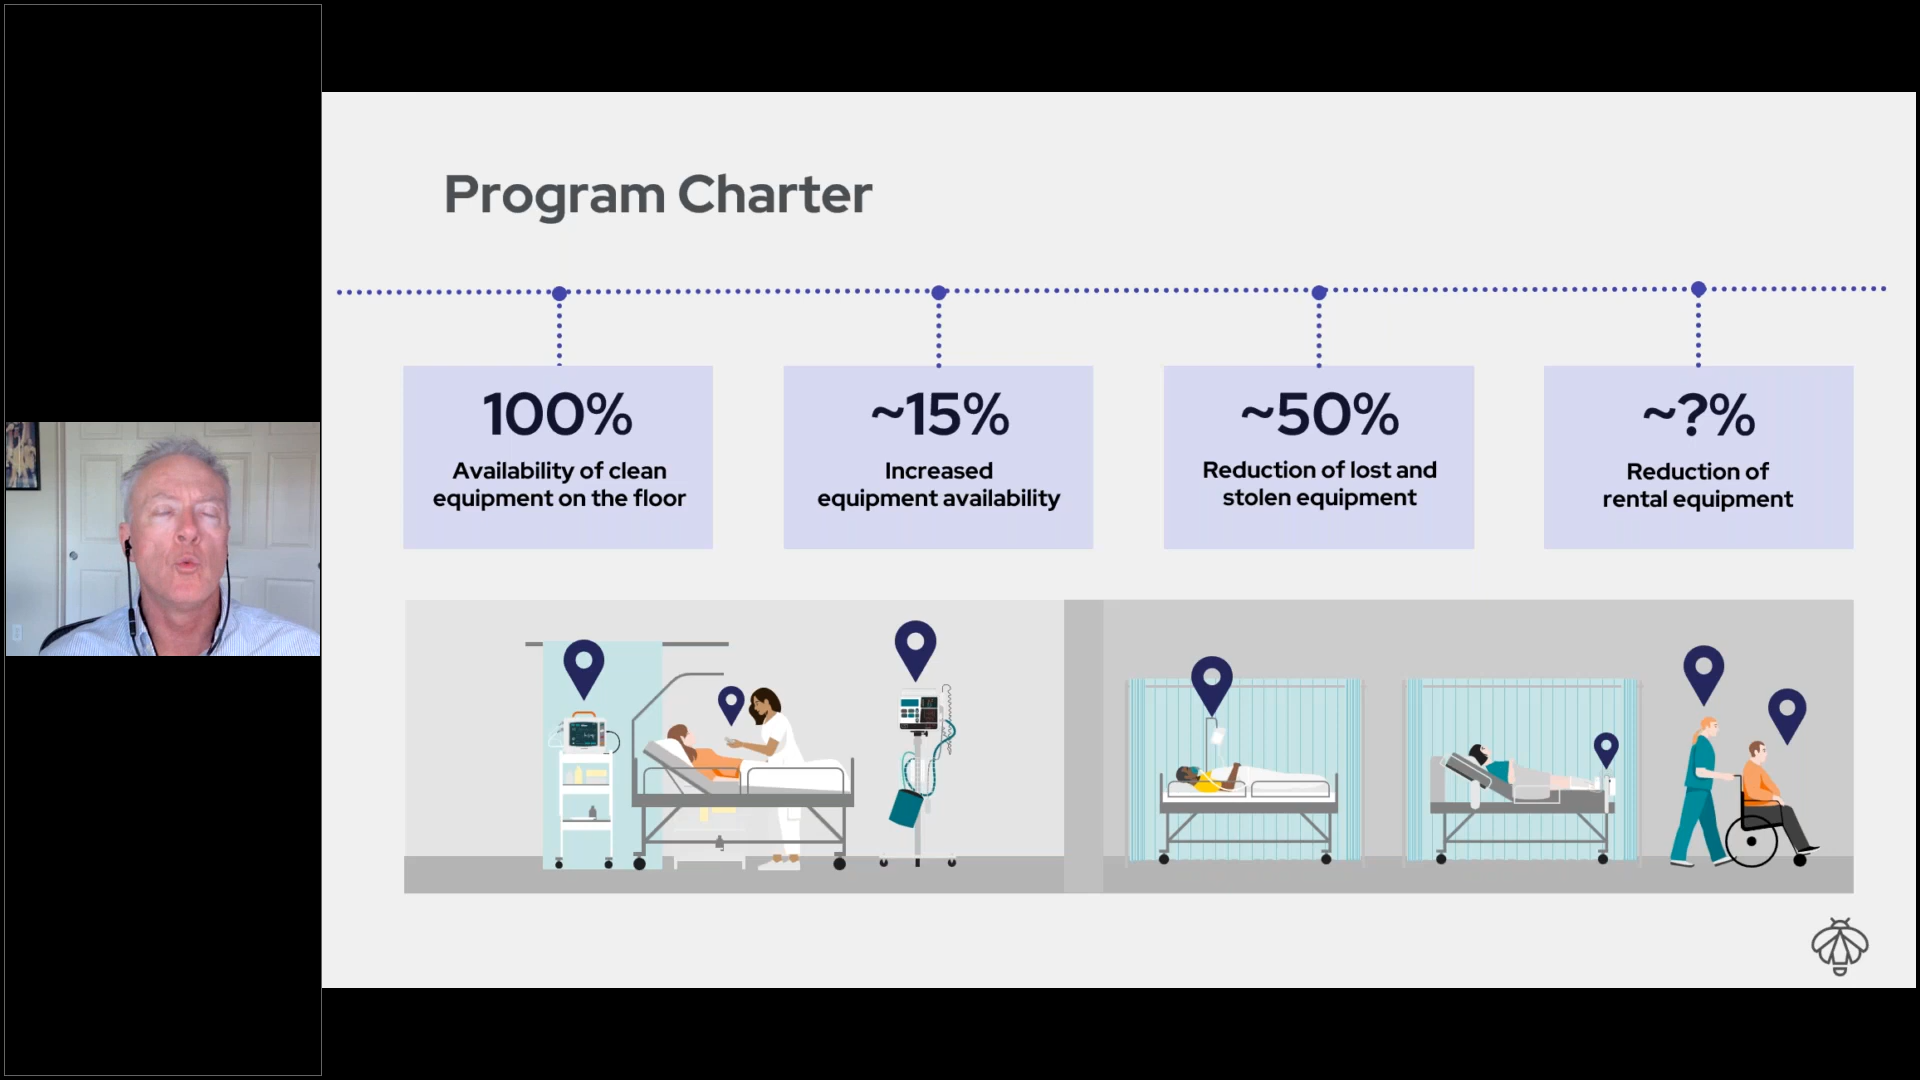 Program Charter
100%
Availability of clean
equipment on the floor
~15%
Increased
equipment availability
~50%
Reduction of lost and
stolen equipment
~?%
Reduction of
rental equipment